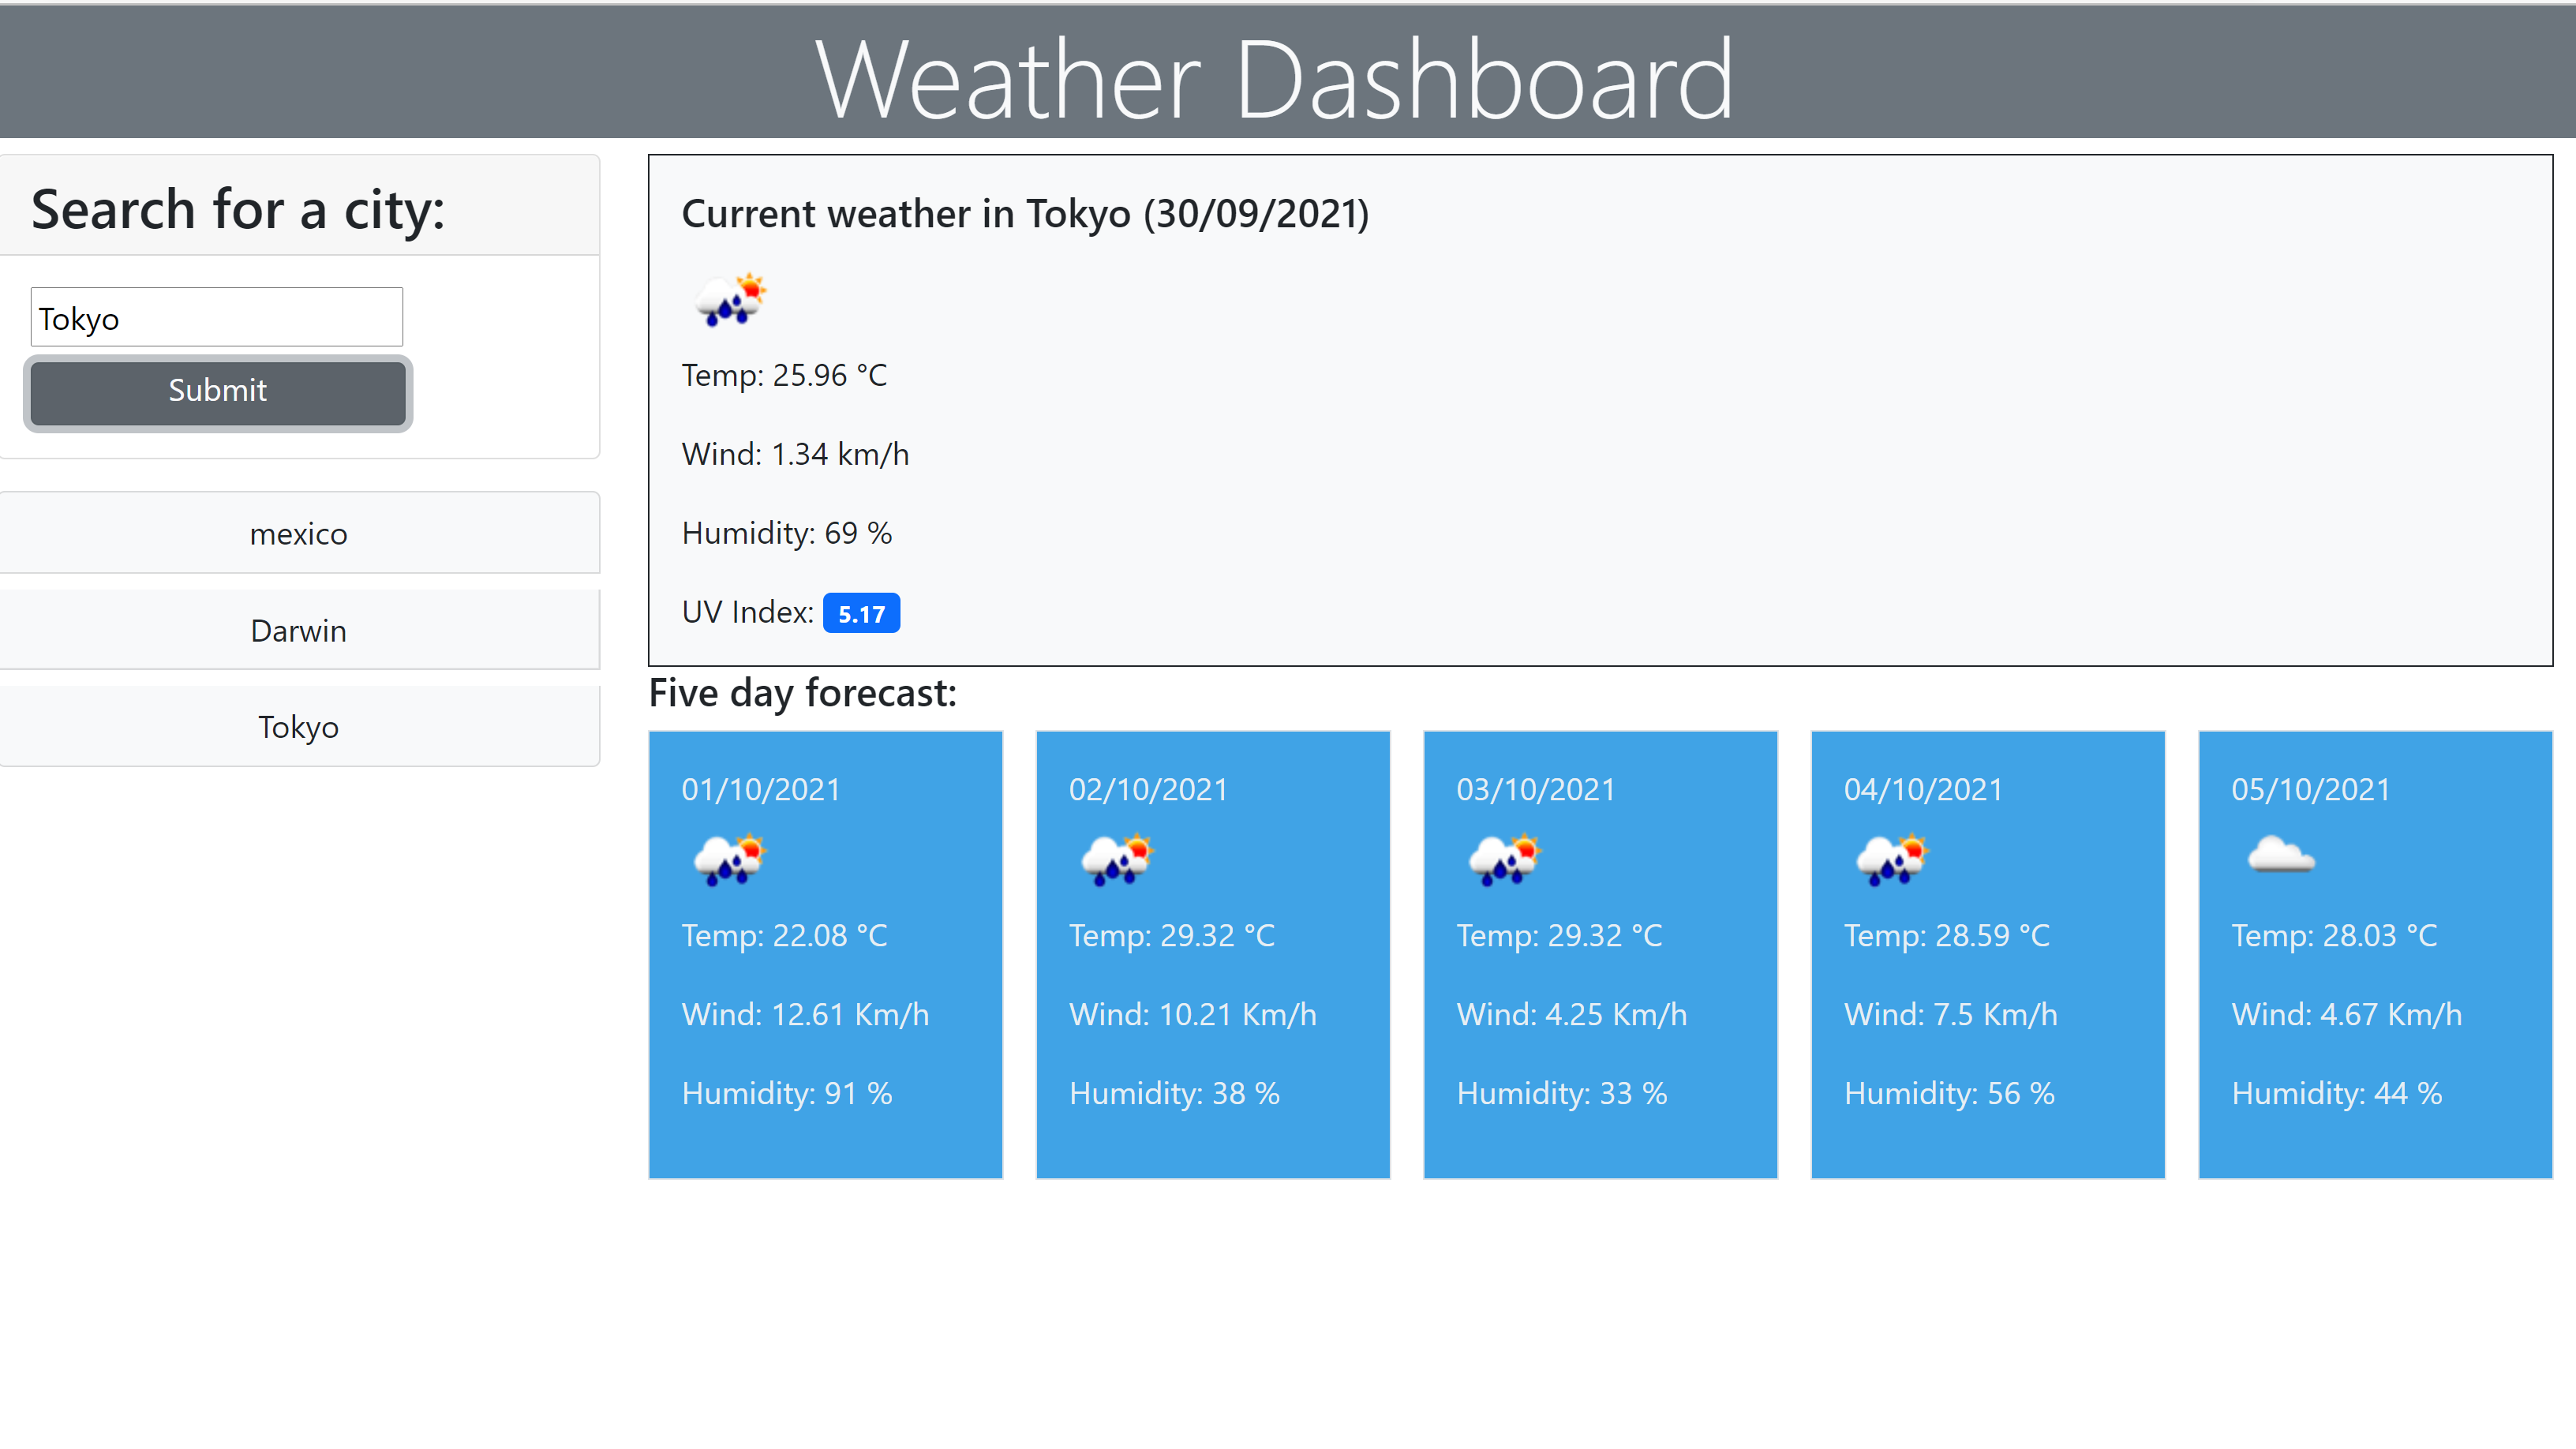 Weather Dashboard
Search for a city:
Tokyo
Submit
mexico
Darwin
Tokyo
Current weather in Tokyo (30/09/2021)
Temp: 25.96 °C
Wind: 1.34 km/h
Humidity: 69 %
UV Index: 5.17
Five day forecast:
01/10/2021
Temp: 22.08 °C
Wind: 12.61 Km/h
Humidity: 91 %
02/10/2021
Temp: 29.32 °C
Wind: 10.21 Km/h
Humidity: 38 %
03/10/2021
Temp: 29.32 °C
Wind: 4.25 Km/h
Humidity: 33 %
04/10/2021
Temp: 28.59 °C
Wind: 7.5 Km/h
Humidity: 56 %
05/10/2021
Temp: 28.03 °C
Wind: 4.67 Km/h
Humidity: 44 %